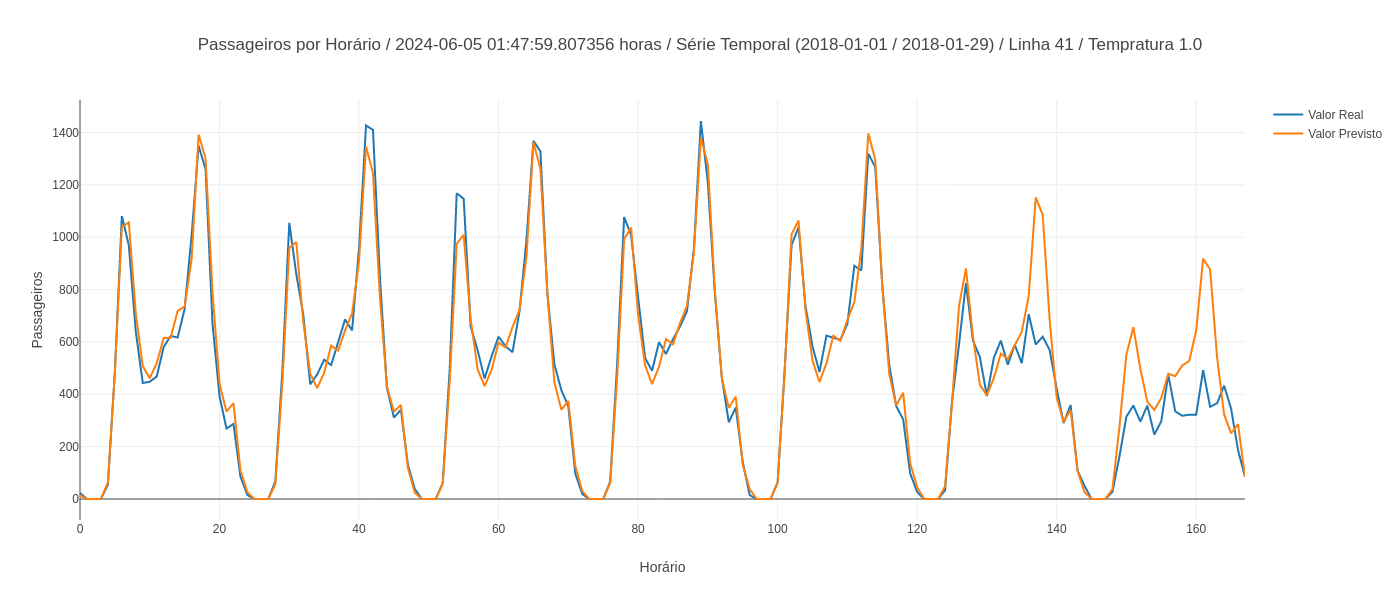 Passageiros por Horário / 2024-06-05 01:47:59.807356 horas / Série Temporal (2018-01-01 / 2018-01-29) / Linha 41 / Tempratura 1.0
Valor Real
Valor Previsto
Passageiros
1400
1200
1000
800
600
400
200
0
0 20 40 60 80 100 120 140 160
Horário